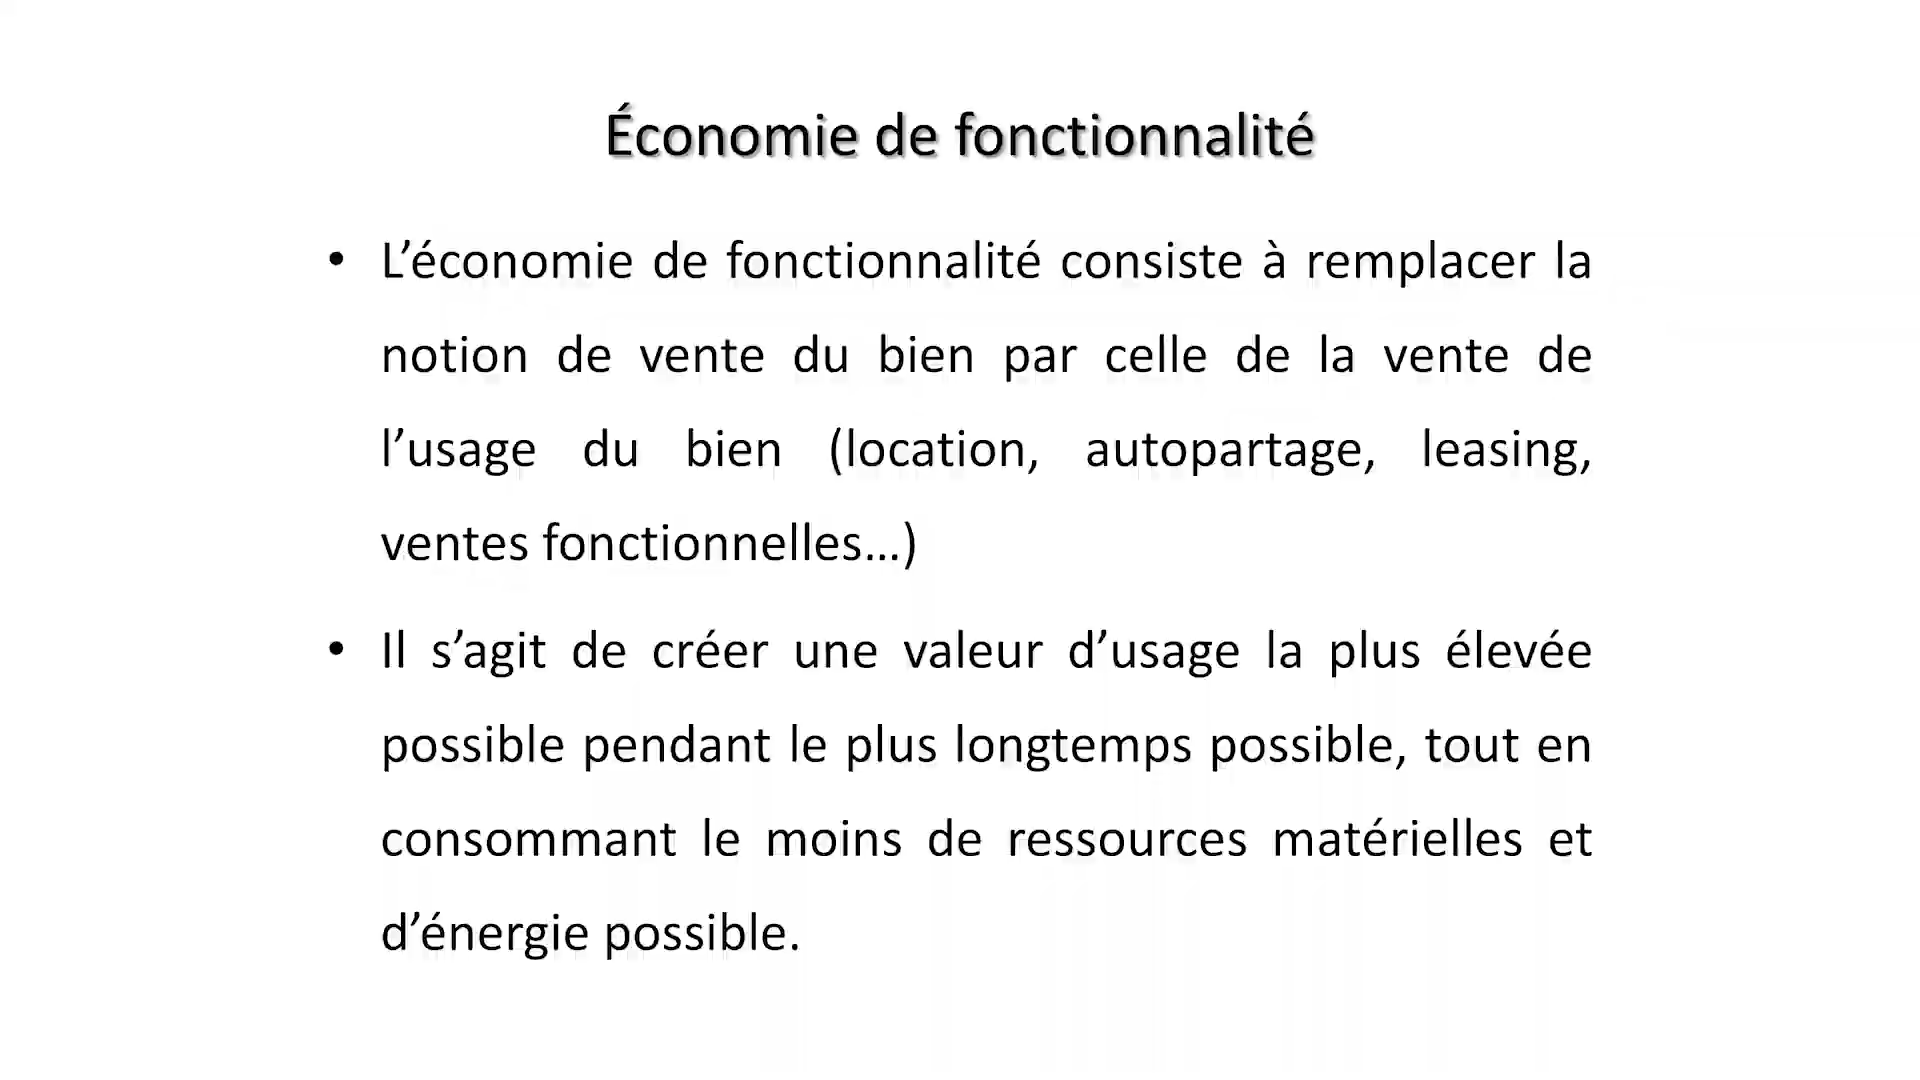 Économie de fonctionnalité
• L’économie de fonctionnalité consiste à remplacer la
notion de vente du bien par celle de la vente de
l’usage du bien (location, autopartage, leasing,
ventes fonctionnelles…)
• Il s’agit de créer une valeur d’usage la plus élevée
possible pendant le plus longtemps possible, tout en
consommant le moins de ressources matérielles et
d’énergie possible.